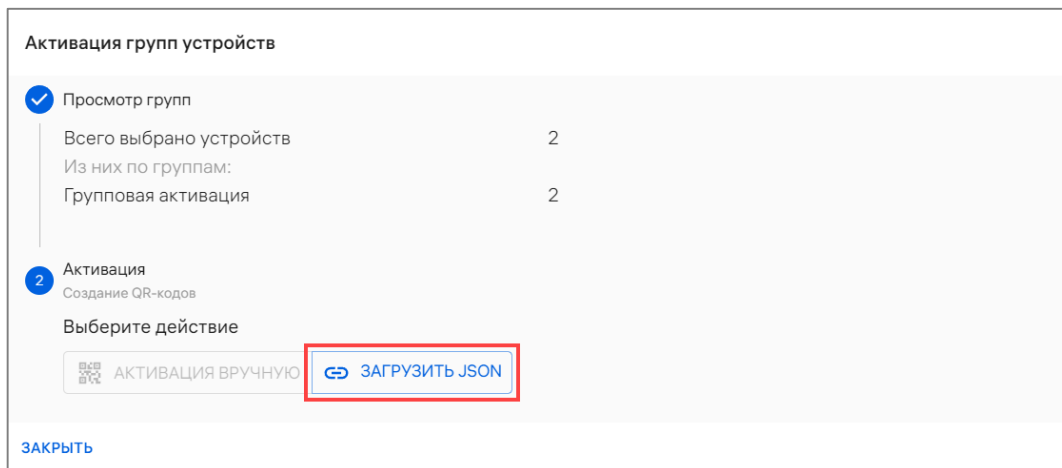 Активация групп устройств
Просмотр групп
Всего выбрано устройств 2
Из них по группам:
Групповая активация 2
2 Активация
Создание QR-кодов
Выберите действие
АКТИВАЦИЯ ВРУЧНУЮ ЗАГРУЗИТЬ JSON
ЗАКРЫТЬ